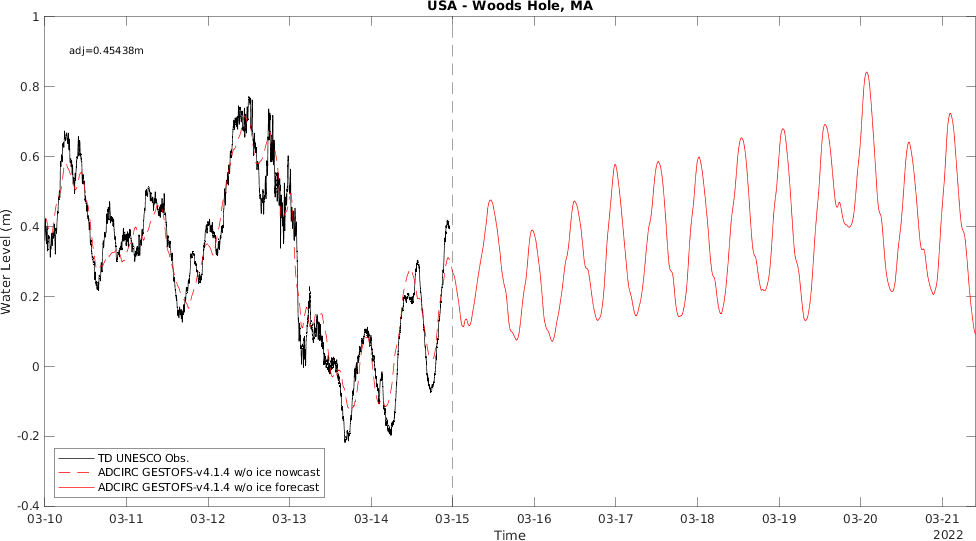 USA - Woods Hole, MA
adj=0.45438m
1
0.8
0.6
0.4
0.2
0
-0.2
-0.4
Water Level (m)
TD UNESCO Obs.
ADCIRC GESTOFS-v4.1.4 w/o ice nowcast
ADCIRC GESTOFS-v4.1.4 w/o ice forecast
03-10 03-11 03-12 03-13 03-14 03-15 03-16 03-17 03-18 03-19 03-20 03-21
Time
2022